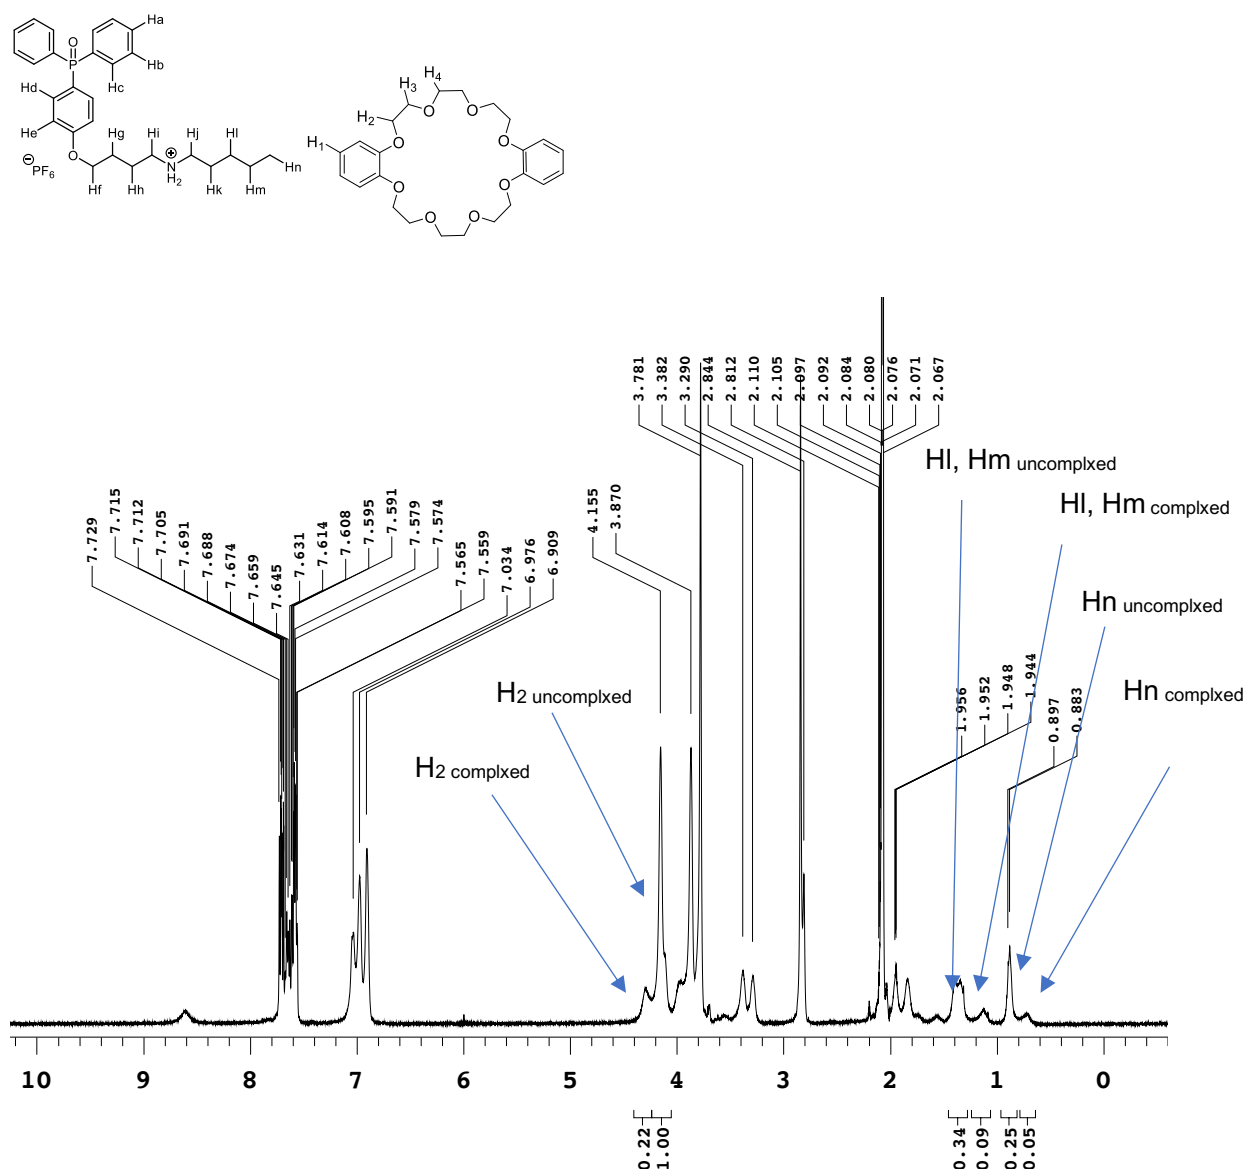 Ha
O
Hb
P
Hc
Hd
He
Hg
Hi
Hj
Hl
O
⊕
N
H2
Hn
⊖
PF6
Hf
Hh
Hk
Hm
H4
H3
O
O
H2
H1
O
O
O
O
O
O
3.781
3.382
3.290
2.844
2.812
2.110
2.105
2.097
2.092
2.084
2.080
2.076
2.071
2.067
Hl, Hm uncomplxed
Hl, Hm complxed
7.729
7.715
7.712
7.705
7.691
7.688
7.674
7.659
7.645
7.631
7.614
7.608
7.595
7.591
7.579
7.574
7.565
7.559
7.034
6.976
6.909
4.155
3.870
Hn uncomplxed
1.956
1.952
1.948
1.944
0.897
0.883
Hn complxed
H2 uncomplxed
H2 complxed
10 9 8 7 6 5 4 3 2 1 0
0.22
1.00
0.34
0.09
0.25
0.05